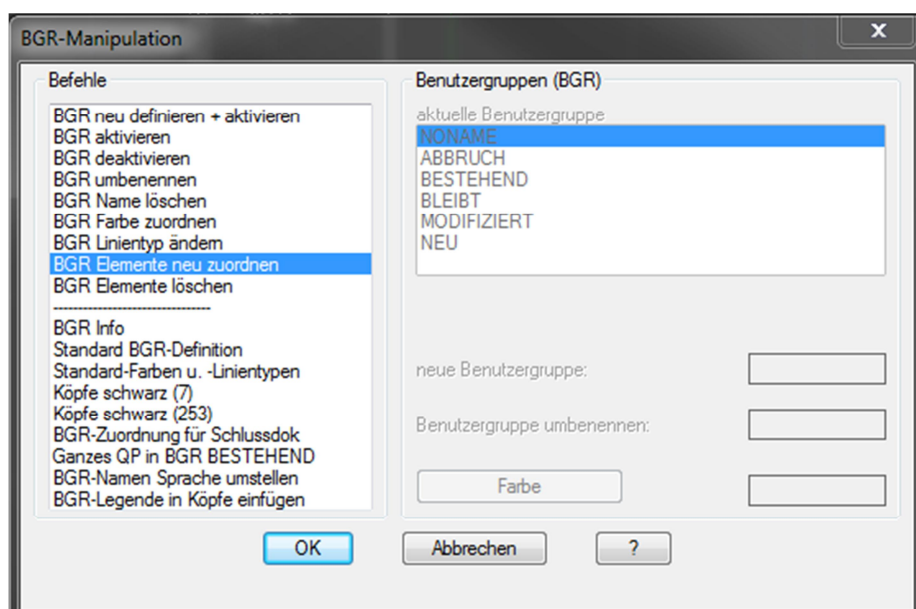 BGR-Manipulation
x
Befehle
BGR neu definieren + aktivieren
BGR aktivieren
BGR deaktivieren
BGR umbenennen
BGR Name löschen
BGR Farbe zuordnen
BGR Linientyp ändern
BGR Elemente neu zuordnen
BGR Elemente löschen
--------------------------------
BGR Info
Standard BGR-Definition
Standard-Farben u. -Linientypen
Köpfe schwarz (7)
Köpfe schwarz (253)
BGR-Zuordnung für Schlussdok
Ganzes QP in BGR BESTEHEND
BGR-Namen Sprache umstellen
BGR-Legende in Köpfe einfügen
Benutzergruppen (BGR)
aktuelle Benutzergruppe
NONAME
ABBRUCH
BESTEHEND
BLEIBT
MODIFIZIERT
NEU
neue Benutzergruppe:
Benutzergruppe umbenennen:
Farbe
OK
Abbrechen
?